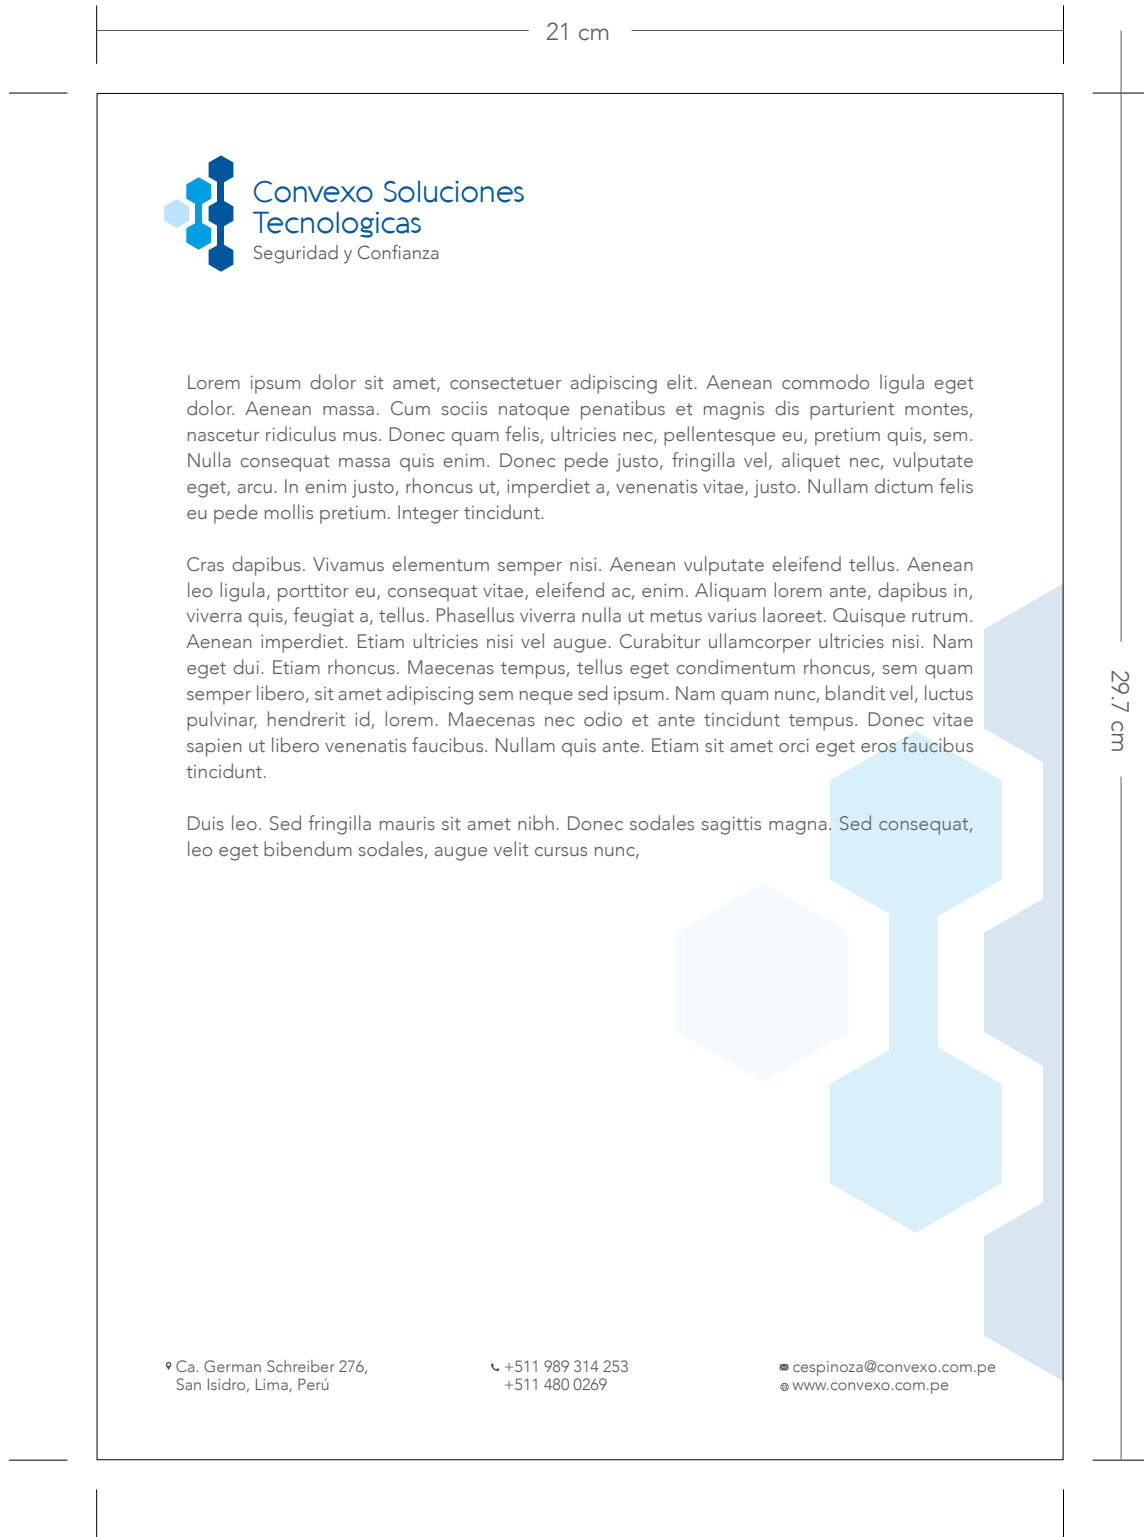 21 cm
Convexo Soluciones
Tecnologicas
Seguridad y Confianza
Lorem ipsum dolor sit amet, consectetuer adipiscing elit. Aenean commodo ligula eget
dolor. Aenean massa. Cum sociis natoque penatibus et magnis dis parturient montes,
nascetur ridiculus mus. Donec quam felis, ultricies nec, pellentesque eu, pretium quis, sem.
Nulla consequat massa quis enim. Donec pede justo, fringilla vel, aliquet nec, vulputate
eget, arcu. In enim justo, rhoncus ut, imperdiet a, venenatis vitae, justo. Nullam dictum felis
eu pede mollis pretium. Integer tincidunt.
Cras dapibus. Vivamus elementum semper nisi. Aenean vulputate eleifend tellus. Aenean
leo ligula, porttitor eu, consequat vitae, eleifend ac, enim. Aliquam lorem ante, dapibus in,
viverra quis, feugiat a, tellus. Phasellus viverra nulla ut metus varius laoreet. Quisque rutrum.
Aenean imperdiet. Etiam ultricies nisi vel augue. Curabitur ullamcorper ultricies nisi. Nam
eget dui. Etiam rhoncus. Maecenas tempus, tellus eget condimentum rhoncus, sem quam
semper libero, sit amet adipiscing sem neque sed ipsum. Nam quam nunc, blandit vel, luctus
pulvinar, hendrerit id, lorem. Maecenas nec odio et ante tincidunt tempus. Donec vitae
sapien ut libero venenatis faucibus. Nullam quis ante. Etiam sit amet orci eget eros faucibus
tincidunt.
Duis leo. Sed fringilla mauris sit amet nibh. Donec sodales sagittis magna. Sed consequat,
leo eget bibendum sodales, augue velit cursus nunc,
29.7 cm
Ca. German Schreiber 276,
San Isidro, Lima, Perú
+511 989 314 253
+511 480 0269
cespinoza@convexo.com.pe
www.convexo.com.pe